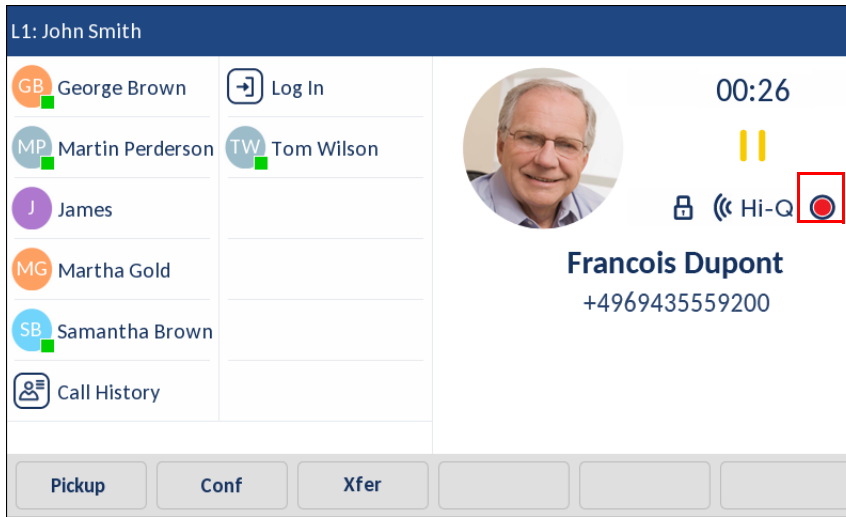 L1: John Smith
GB George Brown
Log In
MP Martin Perderson
TW Tom Wilson
J James
MG Martha Gold
SB Samantha Brown
Call History
00:26
Hi-Q
Francois Dupont
+4969435559200
Pickup Conf Xfer